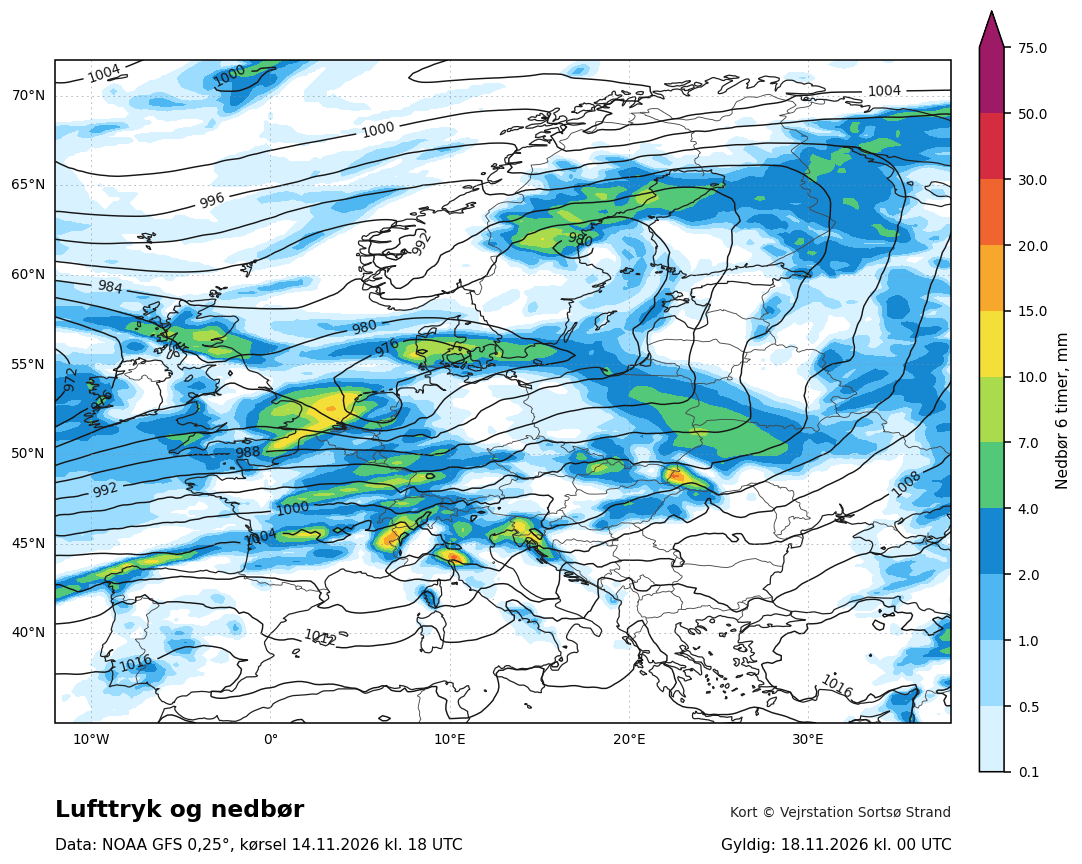 75.0
50.0
30.0
20.0
15.0
10.0
7.0
4.0
2.0
1.0
0.5
0.1
Nedbør 6 timer, mm
70°N
65°N
60°N
55°N
50°N
45°N
40°N
10°W
0°
10°E
20°E
30°E
1004
1000
1004
1000
996
992
980
984
980
976
972
988
992
1000
1004
1008
1012
1016
1016
Lufttryk og nedbør
Kort © Vejrstation Sortsø Strand
Data: NOAA GFS 0,25°, kørsel 14.11.2026 kl. 18 UTC
Gyldig: 18.11.2026 kl. 00 UTC